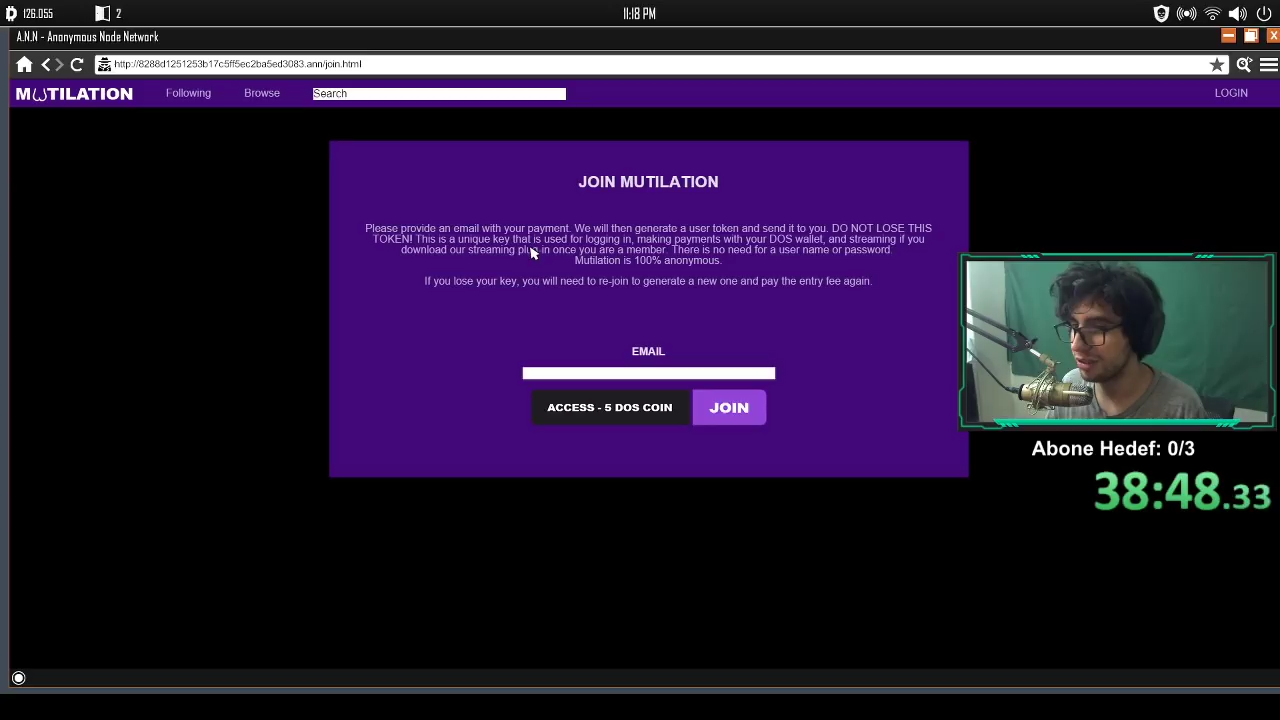 126.055
2
11:18 PM
A.N.N - Anonymous Node Network
http://8288d1251253b17c5ff5ec2ba5ed3083.ann/join.html
MUTILATION
Following
Browse
Search
LOGIN
JOIN MUTILATION
Please provide an email with your payment. We will then generate a user token and send it to you. DO NOT LOSE THIS
TOKEN! This is a unique key that is used for logging in, making payments with your DOS wallet, and streaming if you
download our streaming plug in once you are a member. There is no need for a user name or password.
Mutilation is 100% anonymous.
If you lose your key, you will need to re-join to generate a new one and pay the entry fee again.
EMAIL
ACCESS - 5 DOS COIN
JOIN
Abone Hedef: 0/3
38:48.33